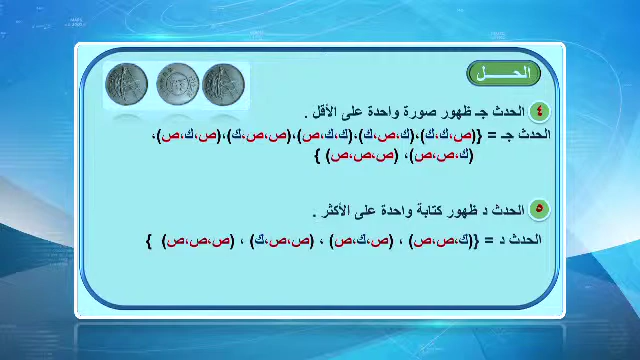 الحـــل
٤ الحدث جـ ظهور صورة واحدة على الأقل .
الحدث جـ = {(ص،ك،ك)،(ك،ص،ك)،(ك،ك،ص)،(ص،ص،ك)،(ص،ك،ص)،
(ك،ص،ص)، (ص،ص،ص) }
٥ الحدث د ظهور كتابة واحدة على الأكثر .
الحدث د = {(ك،ص،ص) ، (ص،ك،ص) ، (ص،ص،ك) ، (ص،ص،ص) }